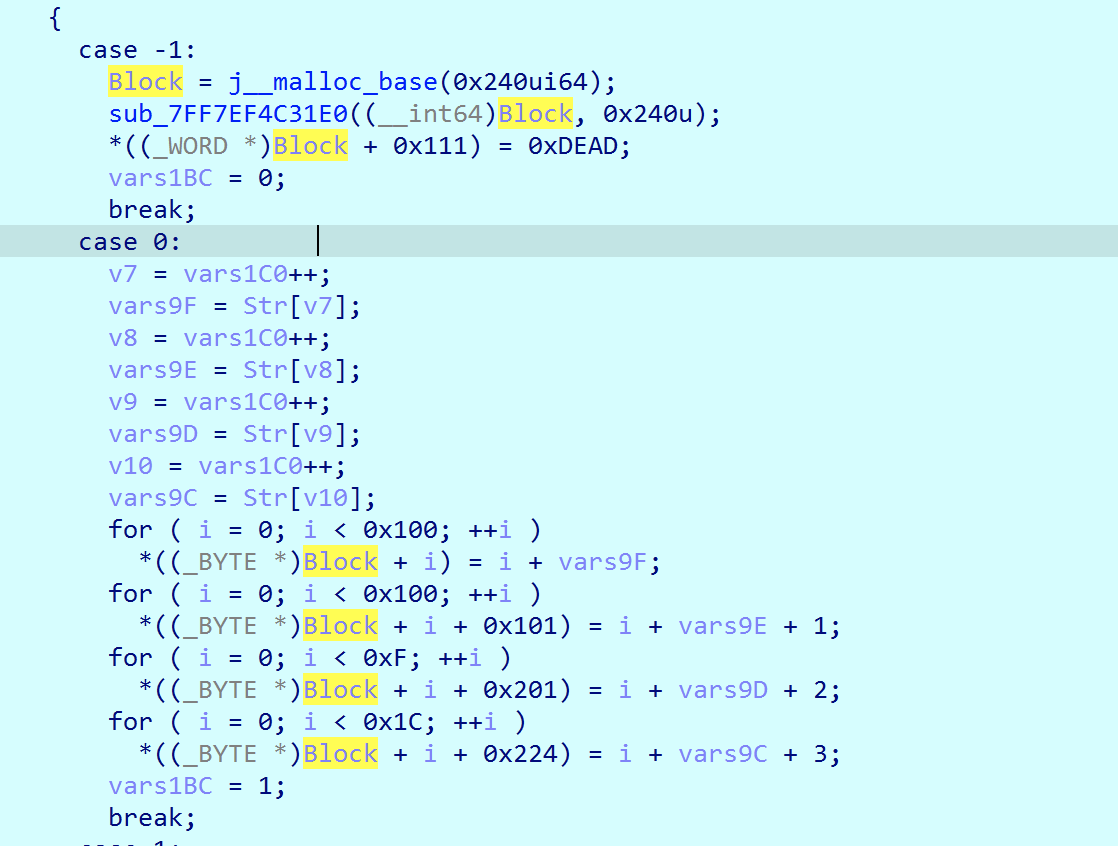 {
case -1:
Block = j__malloc_base(0x240ui64);
sub_7FF7EF4C31E0((__int64)Block, 0x240u);
*((_WORD *)Block + 0x111) = 0xDEAD;
vars1BC = 0;
break;
case 0:
v7 = vars1C0++;
vars9F = Str[v7];
v8 = vars1C0++;
vars9E = Str[v8];
v9 = vars1C0++;
vars9D = Str[v9];
v10 = vars1C0++;
vars9C = Str[v10];
for ( i = 0; i < 0x100; ++i )
*((_BYTE *)Block + i) = i + vars9F;
for ( i = 0; i < 0x100; ++i )
*((_BYTE *)Block + i + 0x101) = i + vars9E + 1;
for ( i = 0; i < 0xF; ++i )
*((_BYTE *)Block + i + 0x201) = i + vars9D + 2;
for ( i = 0; i < 0x1C; ++i )
*((_BYTE *)Block + i + 0x224) = i + vars9C + 3;
vars1BC = 1;
break;